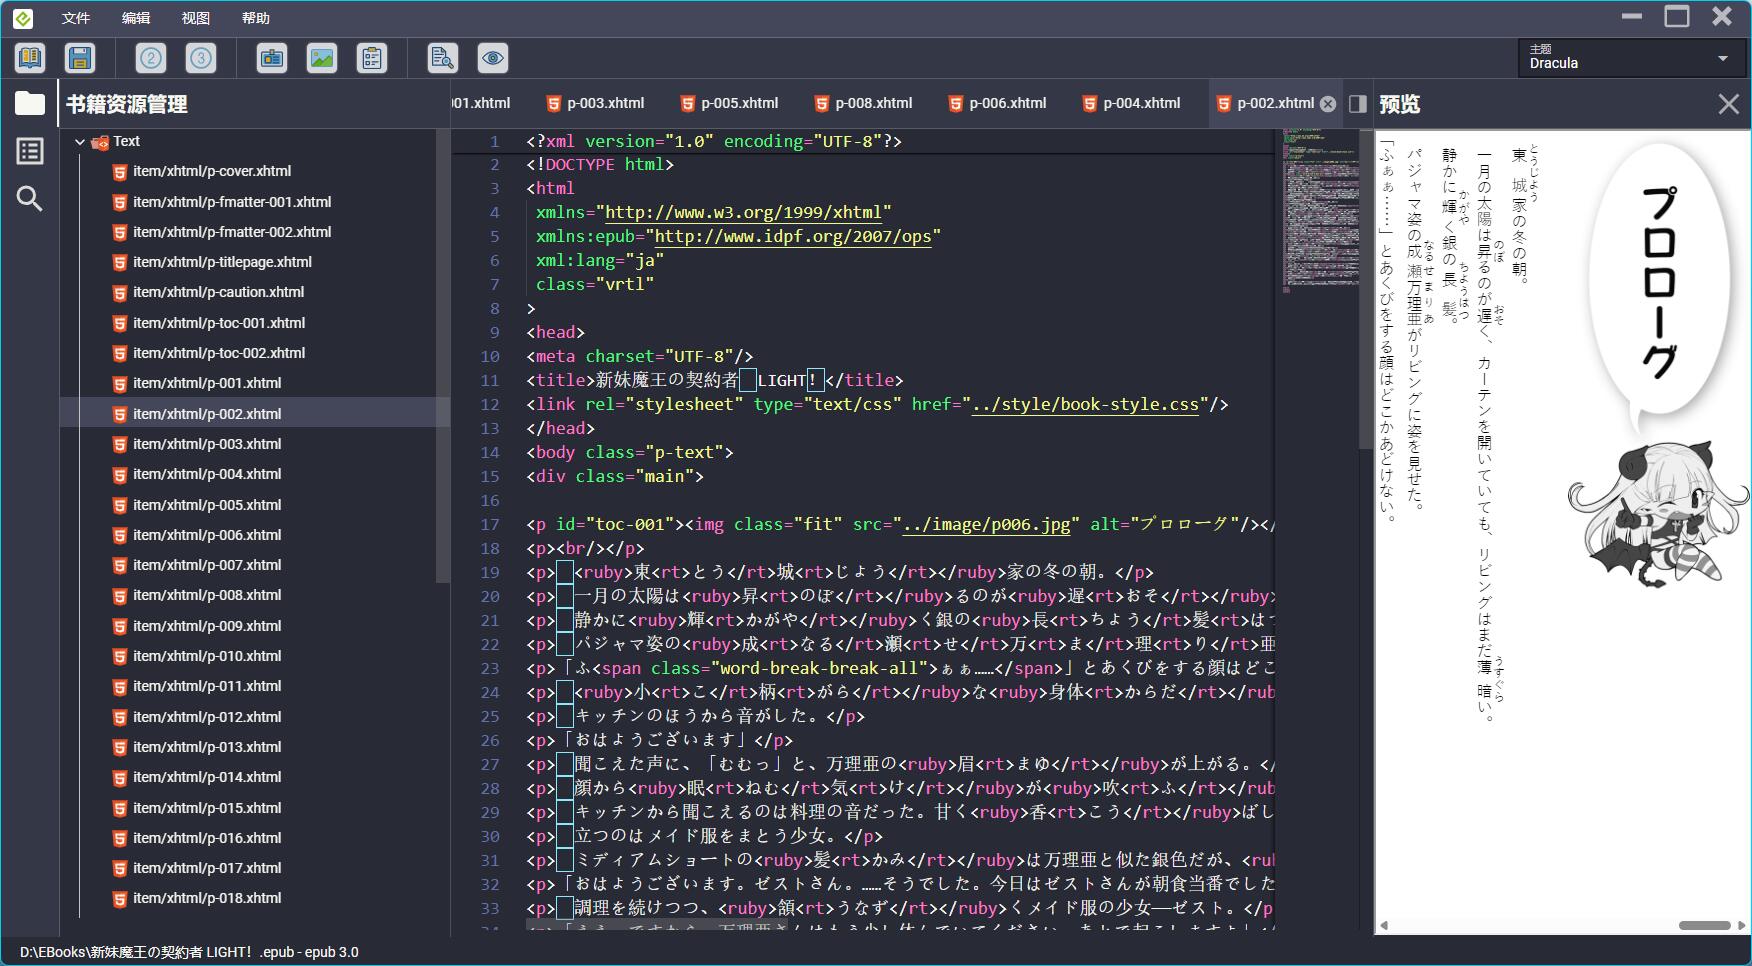 文件 编辑 视图 帮助
2 3
主题
Dracula
书籍资源管理
Text
item/xhtml/p-cover.xhtml
item/xhtml/p-fmatter-001.xhtml
item/xhtml/p-fmatter-002.xhtml
item/xhtml/p-titlepage.xhtml
item/xhtml/p-caution.xhtml
item/xhtml/p-toc-001.xhtml
item/xhtml/p-toc-002.xhtml
item/xhtml/p-001.xhtml
item/xhtml/p-002.xhtml
item/xhtml/p-003.xhtml
item/xhtml/p-004.xhtml
item/xhtml/p-005.xhtml
item/xhtml/p-006.xhtml
item/xhtml/p-007.xhtml
item/xhtml/p-008.xhtml
item/xhtml/p-009.xhtml
item/xhtml/p-010.xhtml
item/xhtml/p-011.xhtml
item/xhtml/p-012.xhtml
item/xhtml/p-013.xhtml
item/xhtml/p-014.xhtml
item/xhtml/p-015.xhtml
item/xhtml/p-016.xhtml
item/xhtml/p-017.xhtml
item/xhtml/p-018.xhtml
001.xhtml p-003.xhtml p-005.xhtml p-008.xhtml p-006.xhtml p-004.xhtml p-002.xhtml
1 <?xml version="1.0" encoding="UTF-8"?>
2 <!DOCTYPE html>
3 <html
4 xmlns="http://www.w3.org/1999/xhtml"
5 xmlns:epub="http://www.idpf.org/2007/ops"
6 xml:lang="ja"
7 class="vrtl"
8 >
9 <head>
10 <meta charset="UTF-8"/>
11 <title>新妹魔王の契約者　LIGHT！</title>
12 <link rel="stylesheet" type="text/css" href="../style/book-style.css"/>
13 </head>
14 <body class="p-text">
15 <div class="main">
16
17 <p id="toc-001"><img class="fit" src="../image/p006.jpg" alt="プロローグ"/></
18 <p><br/></p>
19 <p>　<ruby>東<rt>とう</rt>城<rt>じょう</rt></ruby>家の冬の朝。</p>
20 <p>　一月の太陽は<ruby>昇<rt>のぼ</rt></ruby>るのが<ruby>遅<rt>おそ</rt></ruby>
21 <p>　静かに<ruby>輝<rt>かがや</rt></ruby>く銀の<ruby>長<rt>ちょう</rt>髪<rt>は
22 <p>　パジャマ姿の<ruby>成<rt>なる</rt>瀬<rt>せ</rt>万<rt>ま</rt>理<rt>り</rt>亜
23 <p>「ふ<span class="word-break-break-all">ぁぁ……</span>」とあくびをする顔はどこ
24 <p>　<ruby>小<rt>こ</rt>柄<rt>がら</rt></ruby>な<ruby>身体<rt>からだ</rt></rub
25 <p>　キッチンのほうから音がした。</p>
26 <p>「おはようございます」</p>
27 <p>　聞こえた声に、「むむっ」と、万理亜の<ruby>眉<rt>まゆ</rt></ruby>が上がる。</
28 <p>　顔から<ruby>眠<rt>ねむ</rt>気<rt>け</rt></ruby>が<ruby>吹<rt>ふ</rt></rub
29 <p>　キッチンから聞こえるのは料理の音だった。甘く<ruby>香<rt>こう</rt></ruby>ばし
30 <p>　立つのはメイド服をまとう少女。</p>
31 <p>　ミディアムショートの<ruby>髪<rt>かみ</rt></ruby>は万理亜と似た銀色だが、<ru
32 <p>「おはようございます。ゼストさん。……そうでした。今日はゼストさんが朝食当番でした
33 <p>　調理を続けつつ、<ruby>頷<rt>うなず</rt></ruby>くメイド服の少女──ゼスト。</p
预览
プロローグ
東城家の冬の朝。
とうじょう
一月の太陽は昇るのが遅く、カーテンを開いていても、リビングはまだ薄暗い。
のぼ おそ うすぐら
静かに輝く銀の長髪。
かがや ちょうはつ
パジャマ姿の成瀬万理亜がリビングに姿を見せた。
なるせまりあ
「ふぁぁ……」とあくびをする顔はどこかあどけない。
D:\EBooks\新妹魔王の契約者 LIGHT！.epub - epub 3.0